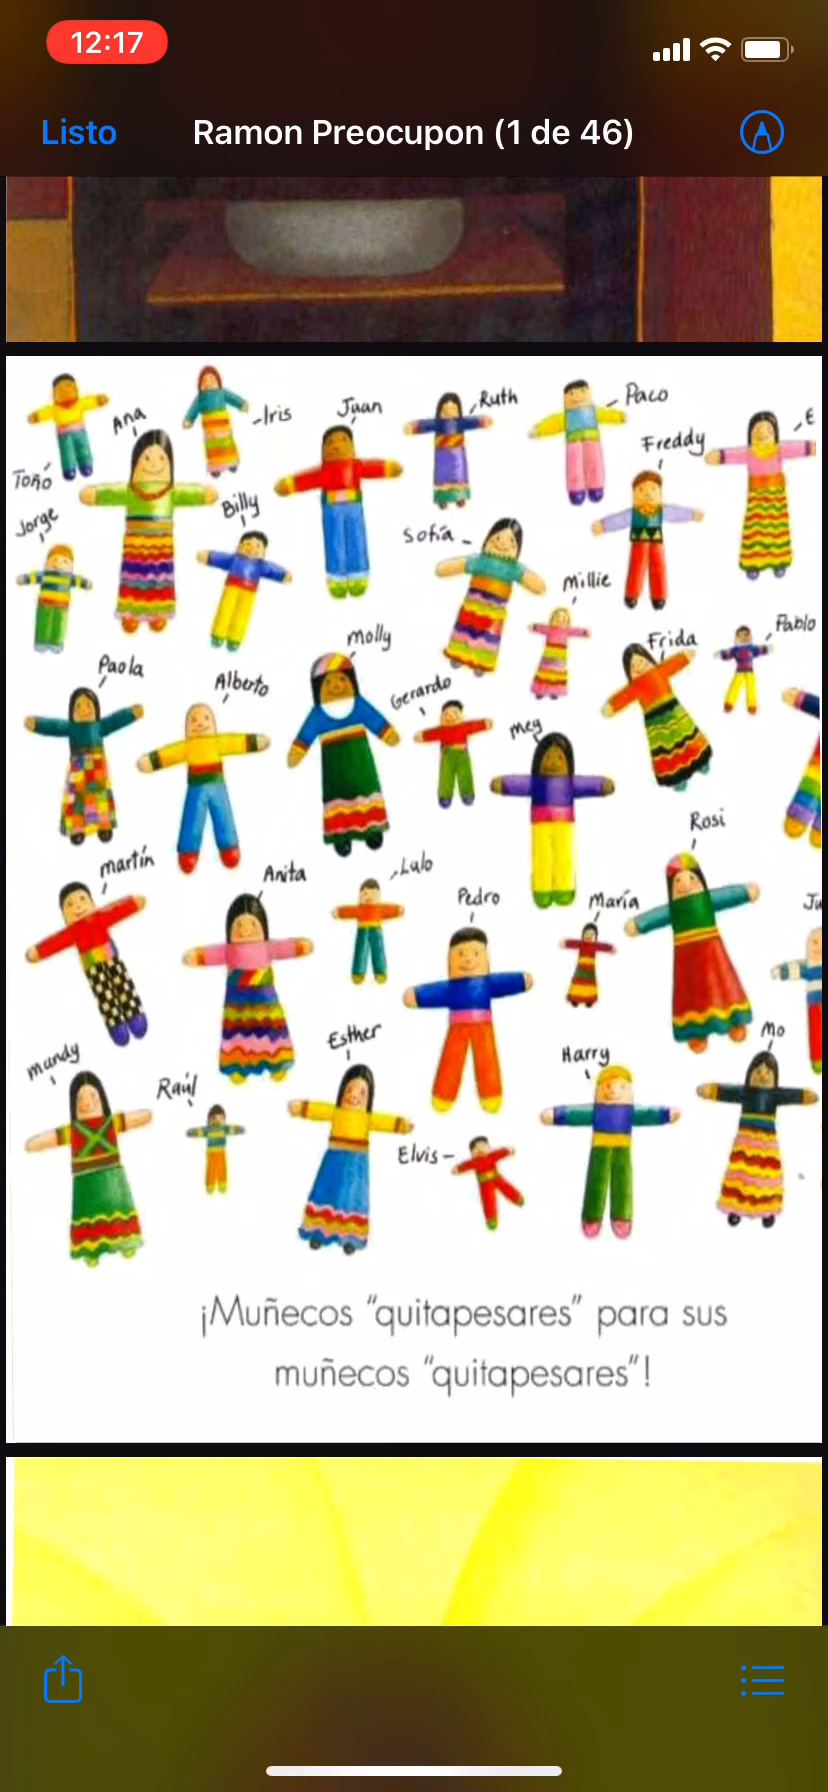 12:17
Listo
Ramon Preocupon (1 de 46)
Toño
Ana
Iris
Juan
Ruth
Paco
Freddy
E
Jorge
Billy
Sofía
Millie
Paola
Alberto
Molly
Gerardo
Meg
Frida
Pablo
Rosi
martín
Anita
Lulo
Pedro
María
Ju
mandy
Raúl
Esther
Elvis
Harry
Mo
¡Muñecos "quitapesares" para sus
muñecos "quitapesares"!